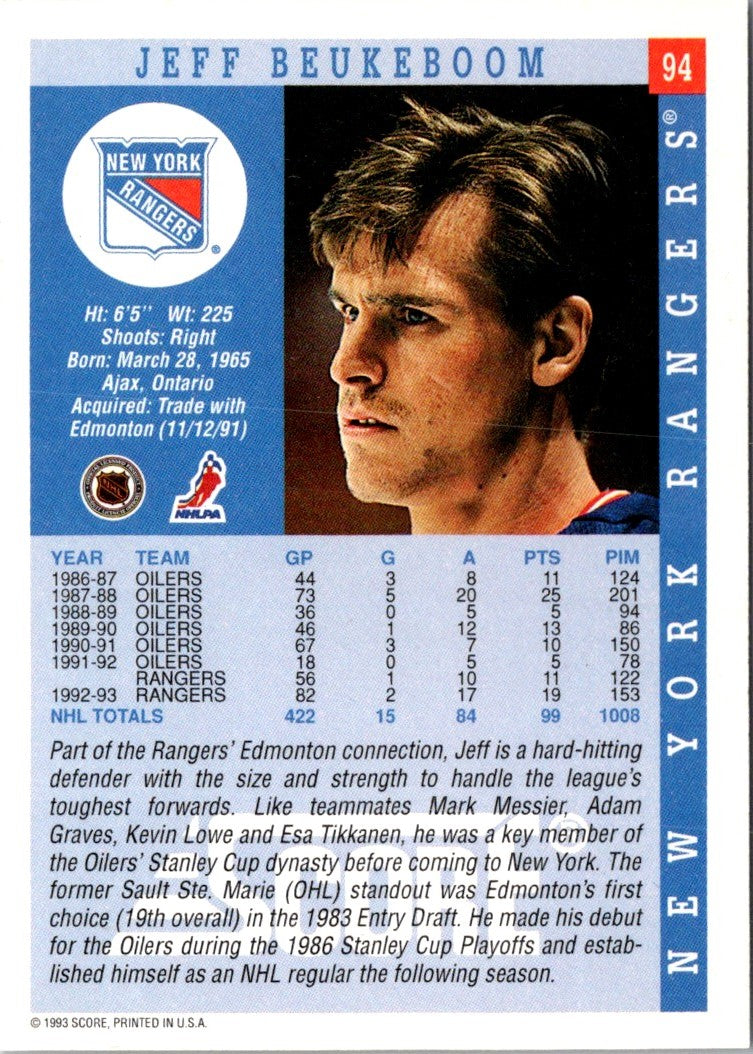 JEFF BEUKEBOOM
94
NEW YORK
RANGERS
®
Ht: 6'5'' Wt: 225
Shoots: Right
Born: March 28, 1965
Ajax, Ontario
Acquired: Trade with
Edmonton (11/12/91)
NHL
NHLPA
NEW YORK RANGERS®
YEAR TEAM GP G A PTS PIM
1986-87 OILERS 44 3 8 11 124
1987-88 OILERS 73 5 20 25 201
1988-89 OILERS 36 0 5 5 94
1989-90 OILERS 46 1 12 13 86
1990-91 OILERS 67 3 7 10 150
1991-92 OILERS 18 0 5 5 78
RANGERS 56 1 10 11 122
1992-93 RANGERS 82 2 17 19 153
NHL TOTALS 422 15 84 99 1008
Part of the Rangers' Edmonton connection, Jeff is a hard-hitting
defender with the size and strength to handle the league's
toughest forwards. Like teammates Mark Messier, Adam
Graves, Kevin Lowe and Esa Tikkanen, he was a key member of
the Oilers' Stanley Cup dynasty before coming to New York. The
former Sault Ste. Marie (OHL) standout was Edmonton's first
choice (19th overall) in the 1983 Entry Draft. He made his debut
for the Oilers during the 1986 Stanley Cup Playoffs and estab-
lished himself as an NHL regular the following season.
SCORE®
© 1993 SCORE, PRINTED IN U.S.A.